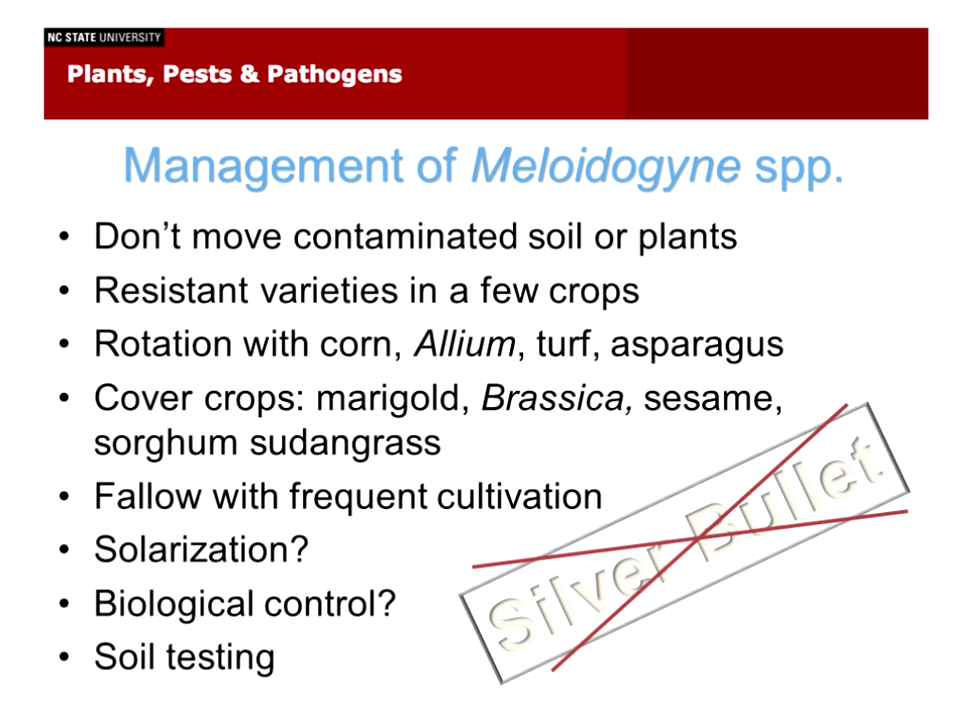 NC STATE UNIVERSITY
Plants, Pests & Pathogens
Management of Meloidogyne spp.
• Don't move contaminated soil or plants
• Resistant varieties in a few crops
• Rotation with corn, Allium, turf, asparagus
• Cover crops: marigold, Brassica, sesame,
sorghum sudangrass
• Fallow with frequent cultivation
• Solarization?
• Biological control?
• Soil testing
Silver Bullet